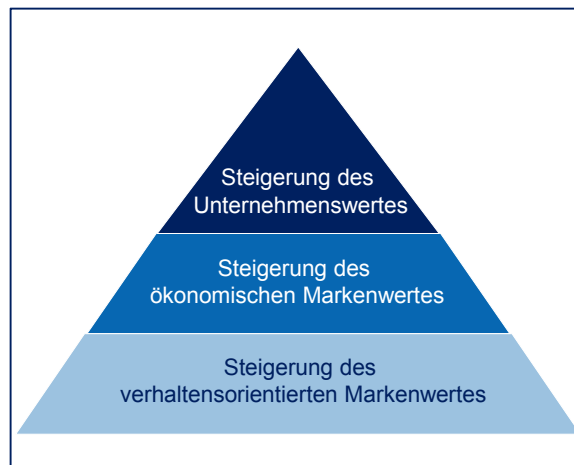 Steigerung des
Unternehmenswertes
Steigerung des
ökonomischen Markenwertes
Steigerung des
verhaltensorientierten Markenwertes